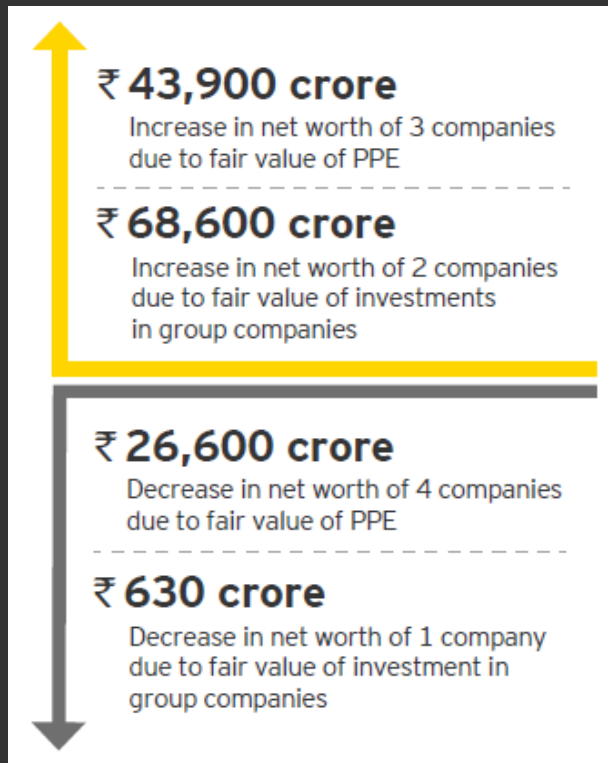 ₹ 43,900 crore
Increase in net worth of 3 companies
due to fair value of PPE
₹ 68,600 crore
Increase in net worth of 2 companies
due to fair value of investments
in group companies
₹ 26,600 crore
Decrease in net worth of 4 companies
due to fair value of PPE
₹ 630 crore
Decrease in net worth of 1 company
due to fair value of investment in
group companies